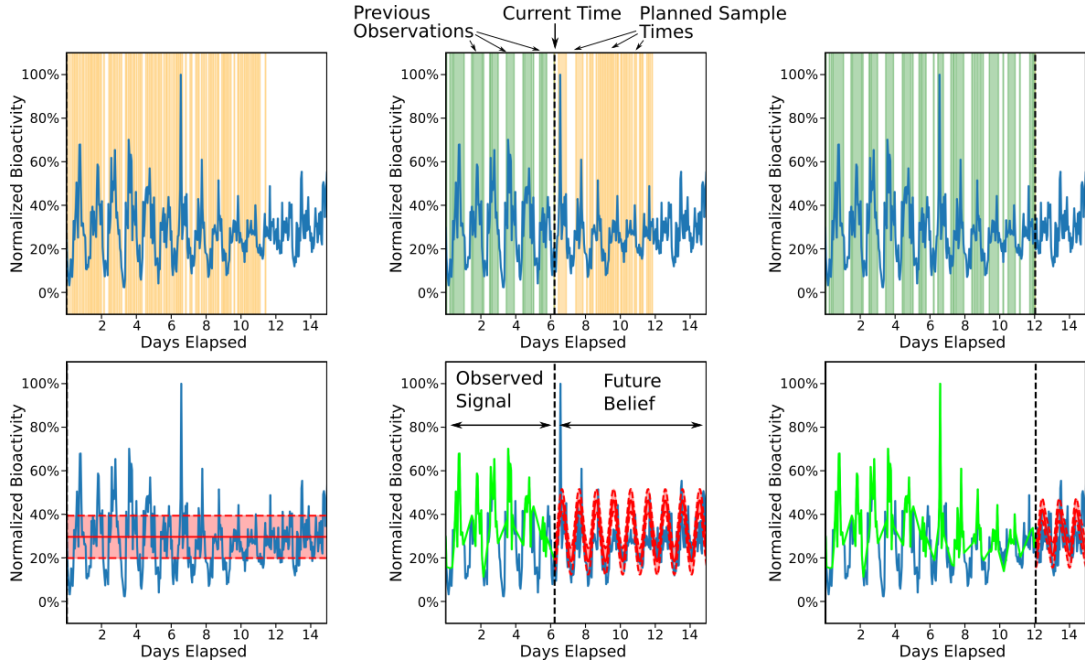 Previous
Observations
Current Time
Planned Sample
Times
Normalized Bioactivity
100%
80%
60%
40%
20%
0%
2 4 6 8 10 12 14
Days Elapsed
Normalized Bioactivity
100%
80%
60%
40%
20%
0%
2 4 6 8 10 12 14
Days Elapsed
Normalized Bioactivity
100%
80%
60%
40%
20%
0%
2 4 6 8 10 12 14
Days Elapsed
Normalized Bioactivity
100%
80%
60%
40%
20%
0%
2 4 6 8 10 12 14
Days Elapsed
Normalized Bioactivity
100%
80%
60%
40%
20%
0%
Observed
Signal
Future
Belief
2 4 6 8 10 12 14
Days Elapsed
Normalized Bioactivity
100%
80%
60%
40%
20%
0%
2 4 6 8 10 12 14
Days Elapsed